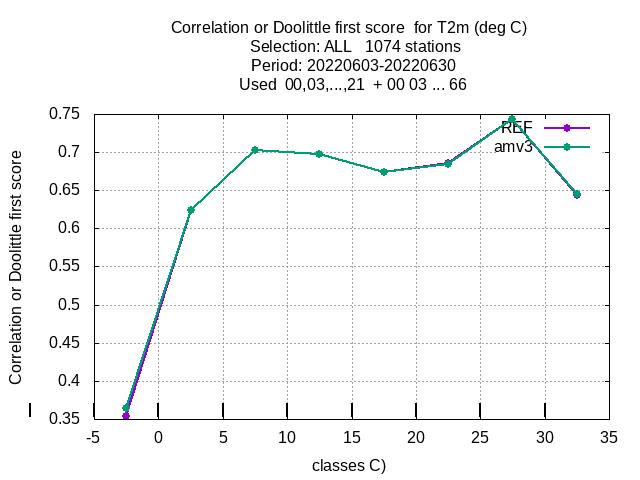 Correlation or Doolittle first score for T2m (deg C)
Selection: ALL 1074 stations
Period: 20220603-20220630
Used 00,03,...,21 + 00 03 ... 66
REF
amv3
Correlation or Doolittle first score
0.75
0.7
0.65
0.6
0.55
0.5
0.45
0.4
0.35
-5 0 5 10 15 20 25 30 35
classes C)